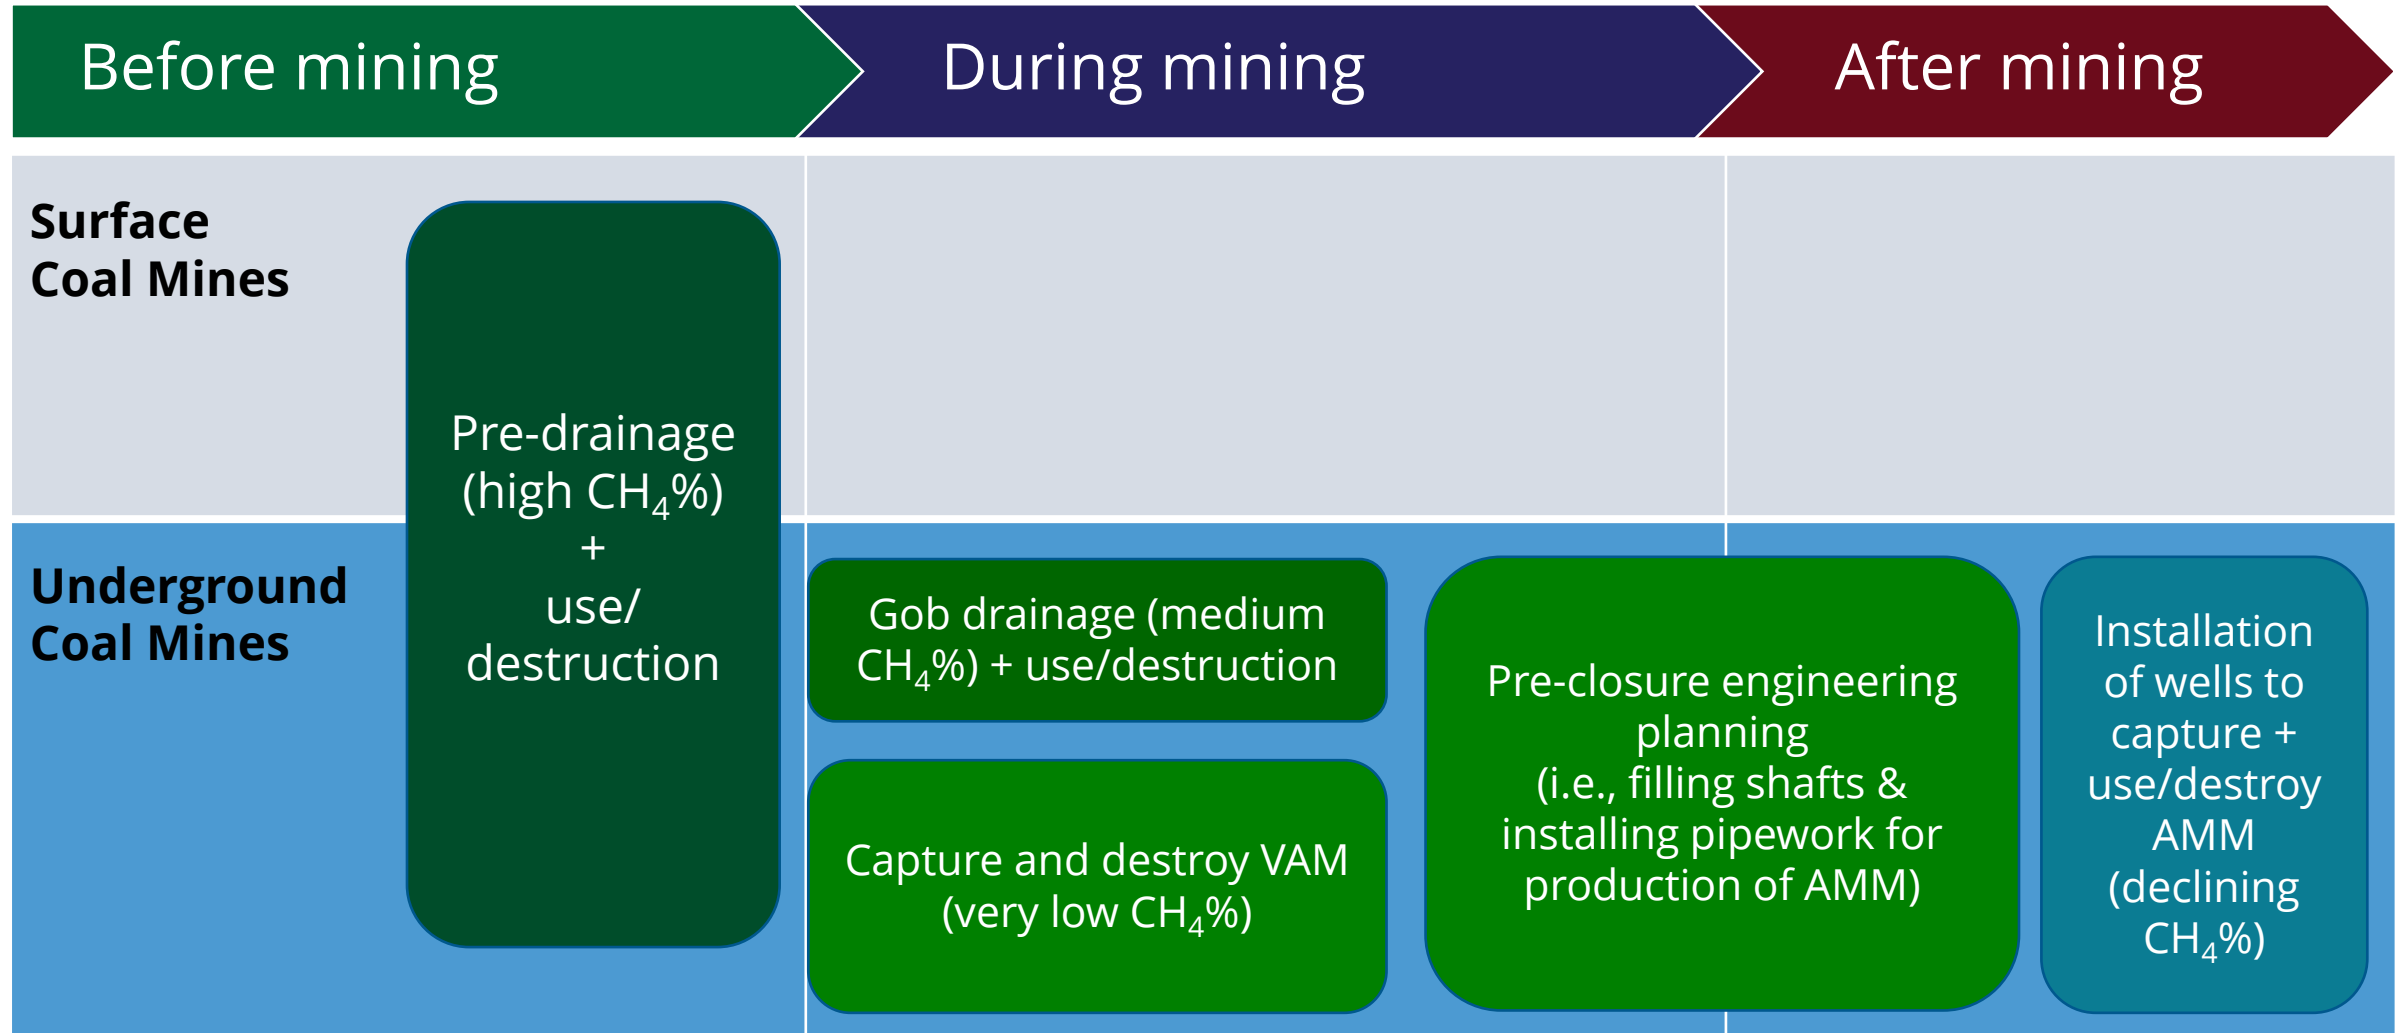 Before mining
During mining
After mining
Surface
Coal Mines
Pre-drainage
(high CH₄%)
+
use/
destruction
Underground
Coal Mines
Gob drainage (medium
CH₄%) + use/destruction
Capture and destroy VAM
(very low CH₄%)
Pre-closure engineering
planning
(i.e., filling shafts &
installing pipework for
production of AMM)
Installation
of wells to
capture +
use/destroy
AMM
(declining
CH₄%)